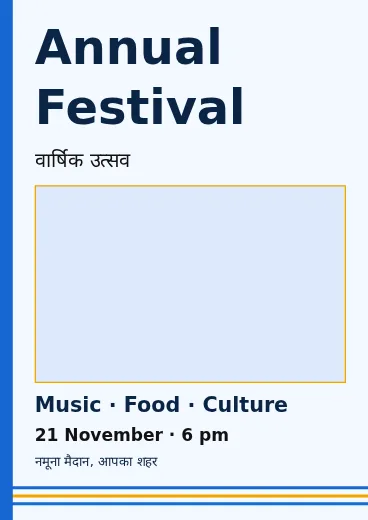 Annual
Festival
वार्षिक उत्सव
Music · Food · Culture
21 November · 6 pm
नमूना मैदान, आपका शहर